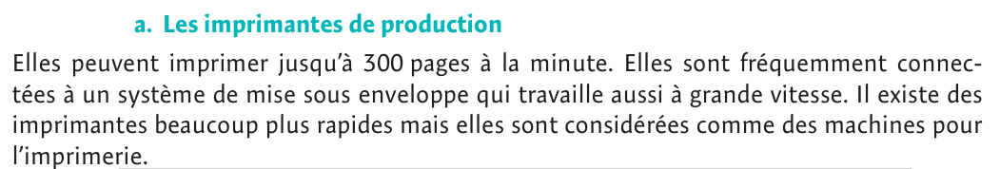 a. Les imprimantes de production
Elles peuvent imprimer jusqu’à 300 pages à la minute. Elles sont fréquemment connec-
tées à un système de mise sous enveloppe qui travaille aussi à grande vitesse. Il existe des
imprimantes beaucoup plus rapides mais elles sont considérées comme des machines pour
l’imprimerie.